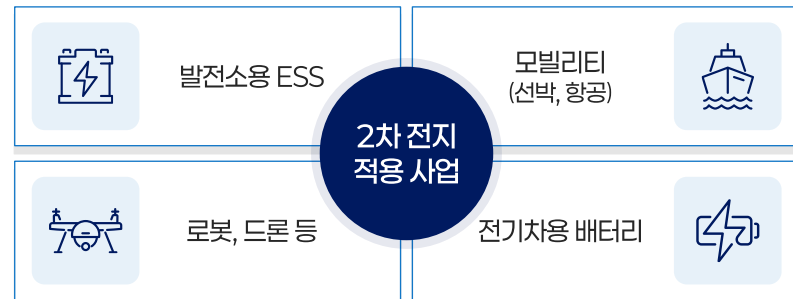 발전소용 ESS
모빌리티
(선박, 항공)
2차 전지
적용 사업
로봇, 드론 등
전기차용 배터리